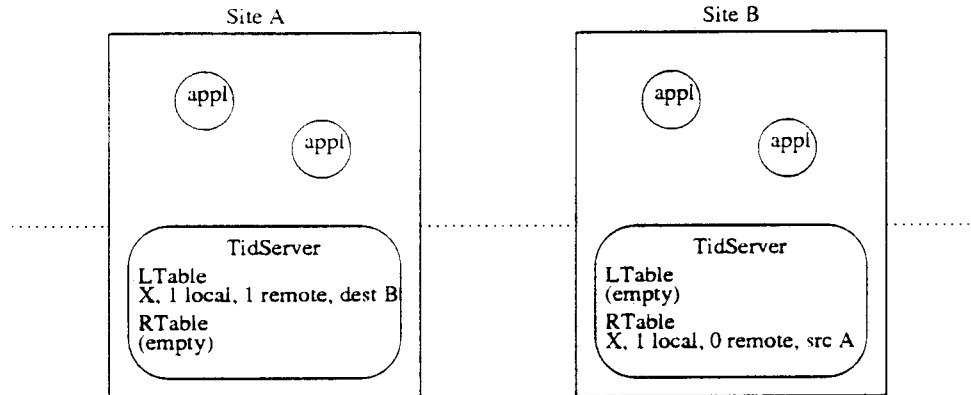 Site A
Site B
appl
appl
appl
appl
TidServer
LTable
X, 1 local, 1 remote, dest B
RTable
(empty)
TidServer
LTable
(empty)
RTable
X, 1 local, 0 remote, src A